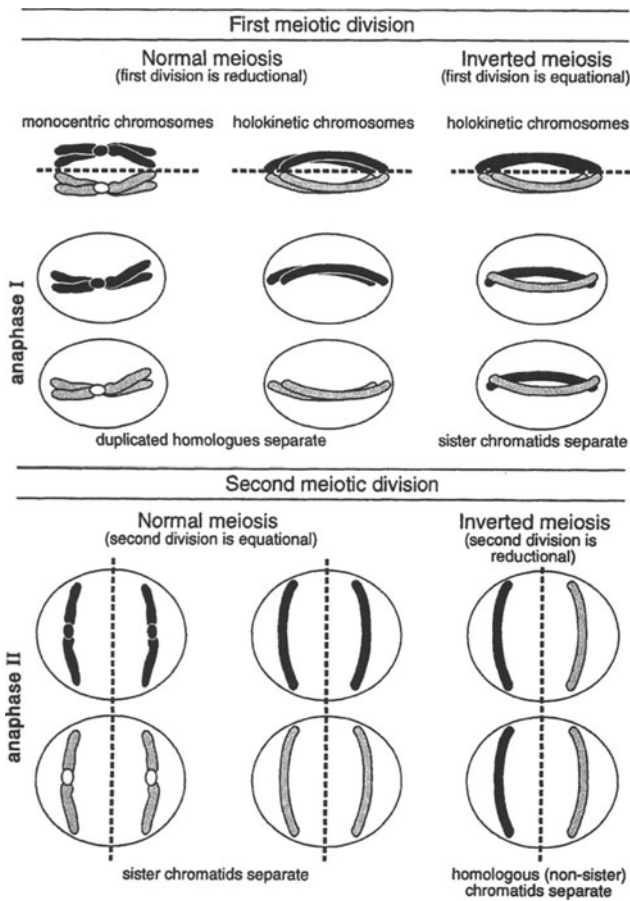 First meiotic division
Normal meiosis
(first division is reductional)
Inverted meiosis
(first division is equational)
monocentric chromosomes
holokinetic chromosomes
holokinetic chromosomes
anaphase I
duplicated homologues separate
sister chromatids separate
Second meiotic division
Normal meiosis
(second division is equational)
Inverted meiosis
(second division is
reductional)
anaphase II
sister chromatids separate
homologous (non-sister)
chromatids separate